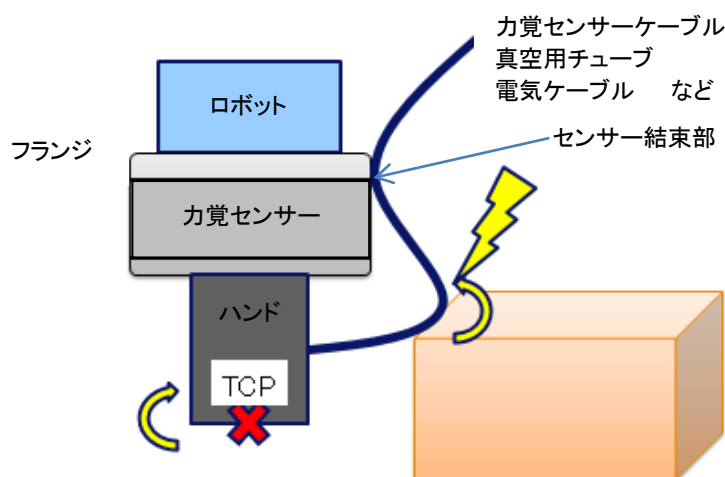 力覚センサーケーブル
真空用チューブ
電気ケーブル　など
ロボット
センサー結束部
フランジ
力覚センサー
ハンド
TCP